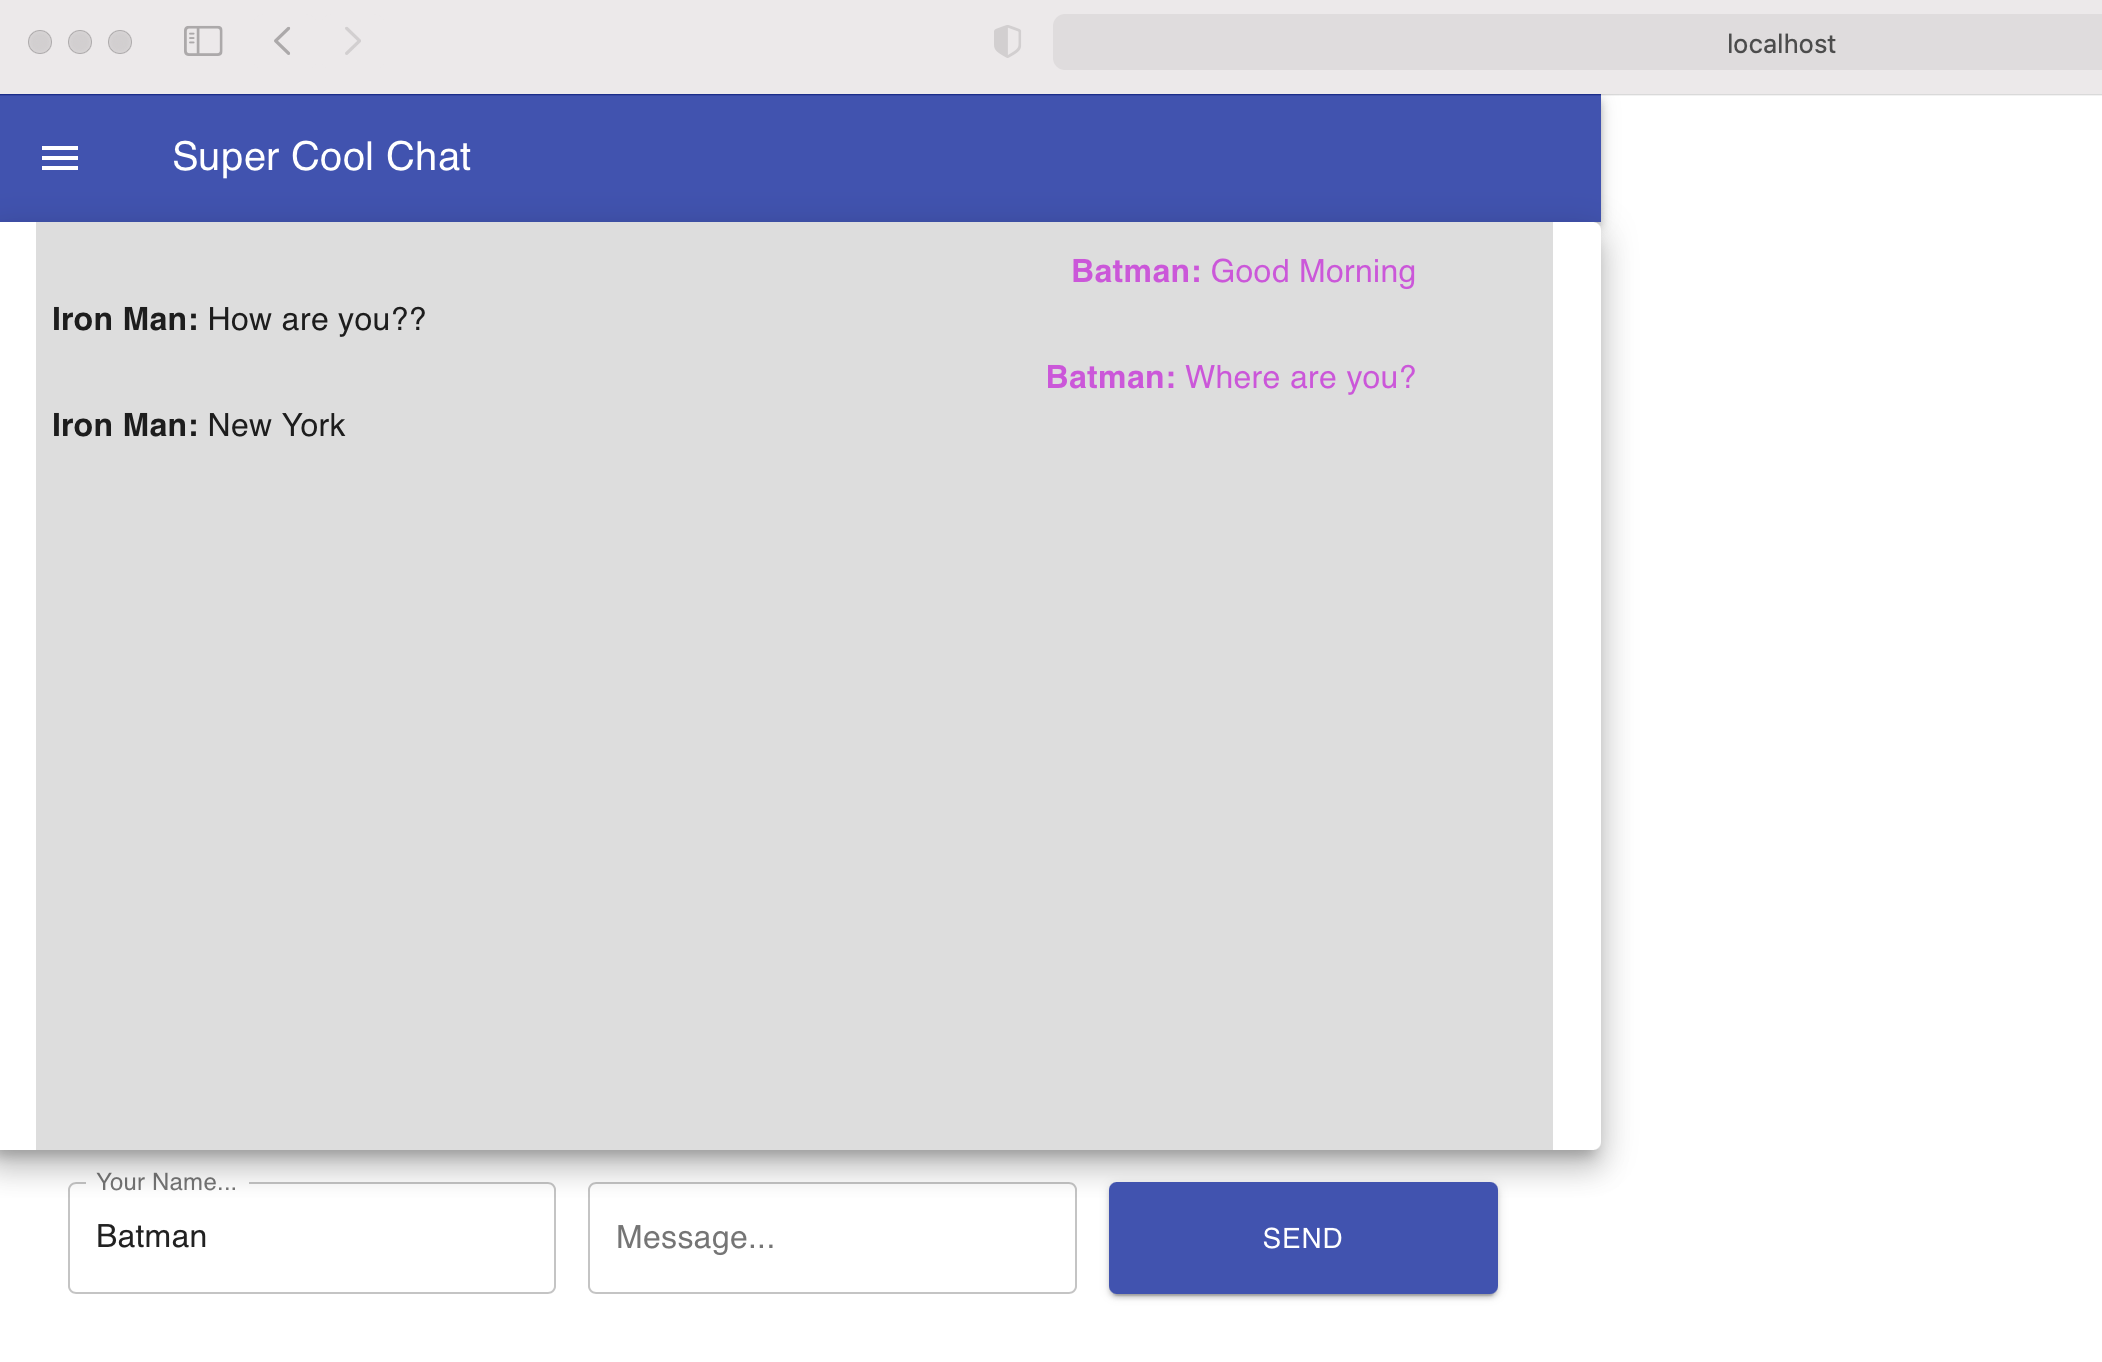 localhost
Super Cool Chat
Batman: Good Morning
Iron Man: How are you??
Batman: Where are you?
Iron Man: New York
Your Name...
Batman
Message...
SEND